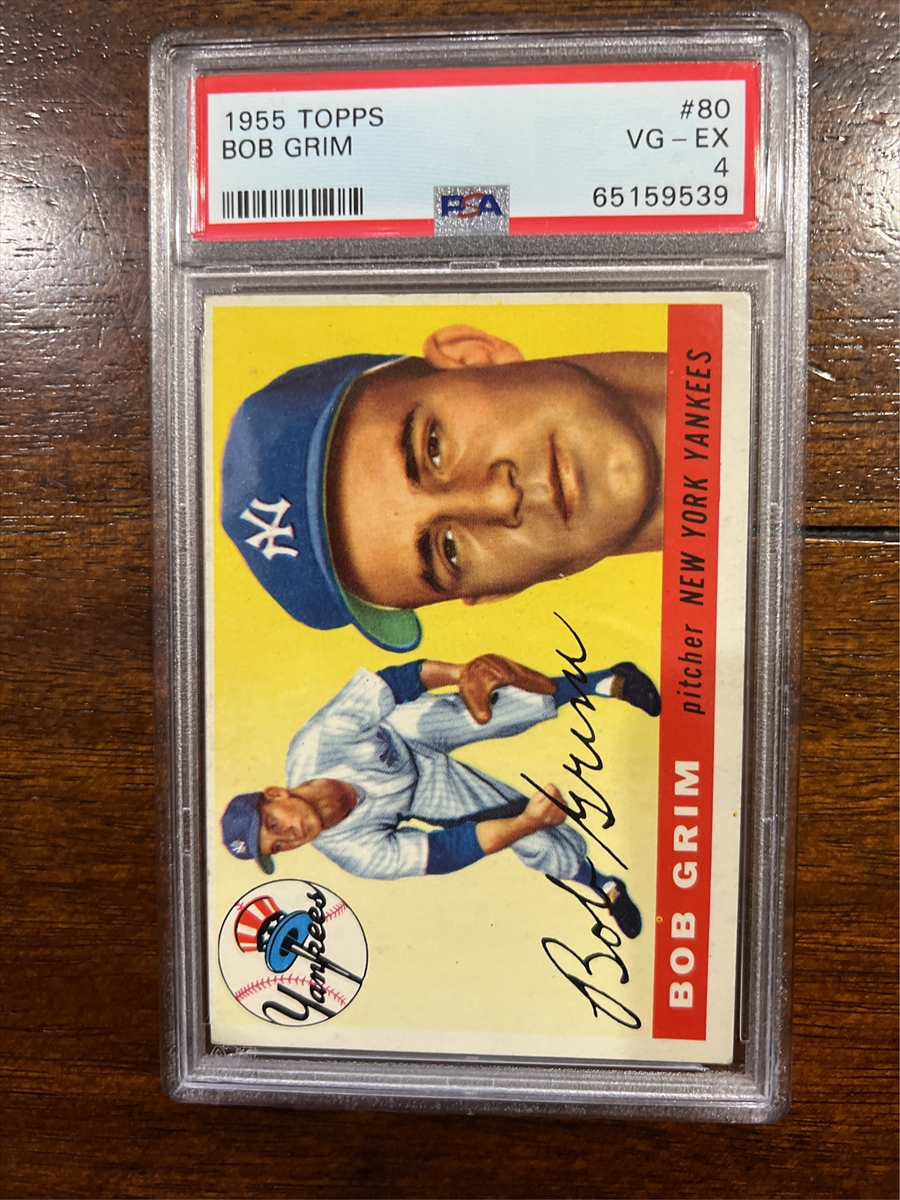 1955 TOPPS
#80
BOB GRIM
VG - EX
4
65159539
PSA
NY
Yankees
Bob Grim
BOB GRIM pitcher NEW YORK YANKEES